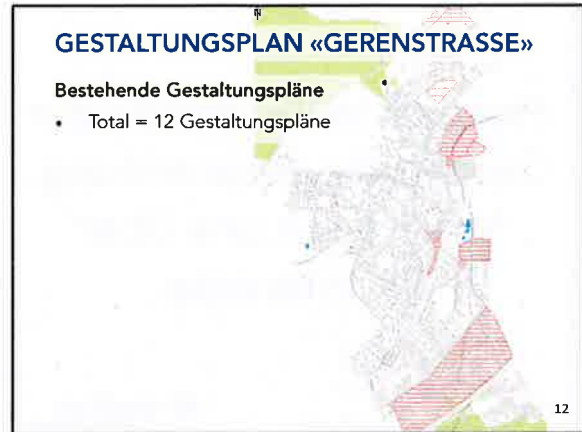 GESTALTUNGSPLAN «GERENSTRASSE»
Bestehende Gestaltungspläne
• Total = 12 Gestaltungspläne
12